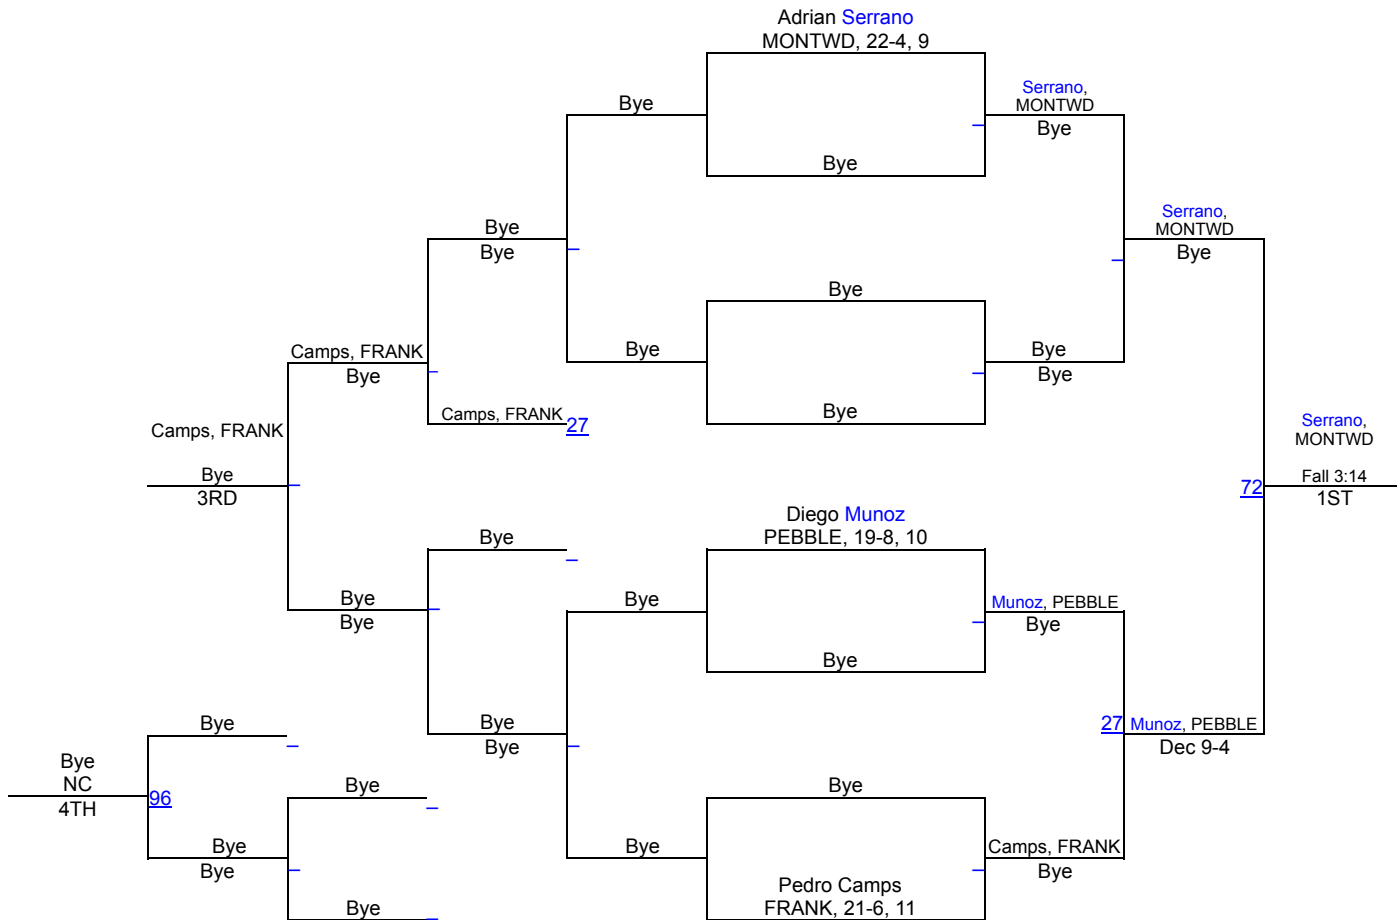 Adrian Serrano
MONTWD, 22-4, 9
Serrano,
MONTWD
Bye
Bye
Bye
Serrano,
MONTWD
Bye
Bye
Bye
Bye
Bye
Bye
Bye
Camps, FRANK
Bye
Bye
Camps, FRANK
27
Camps, FRANK
Bye
3RD
Serrano,
MONTWD
Fall 3:14
72
1ST
Diego Munoz
PEBBLE, 19-8, 10
Bye
Bye
Munoz, PEBBLE
Bye
Bye
Bye
Bye
Bye
Bye
Bye
27
Munoz, PEBBLE
Dec 9-4
Bye
NC
4TH
96
Bye
Bye
Bye
Bye
Bye
Camps, FRANK
Bye
Pedro Camps
FRANK, 21-6, 11
Bye